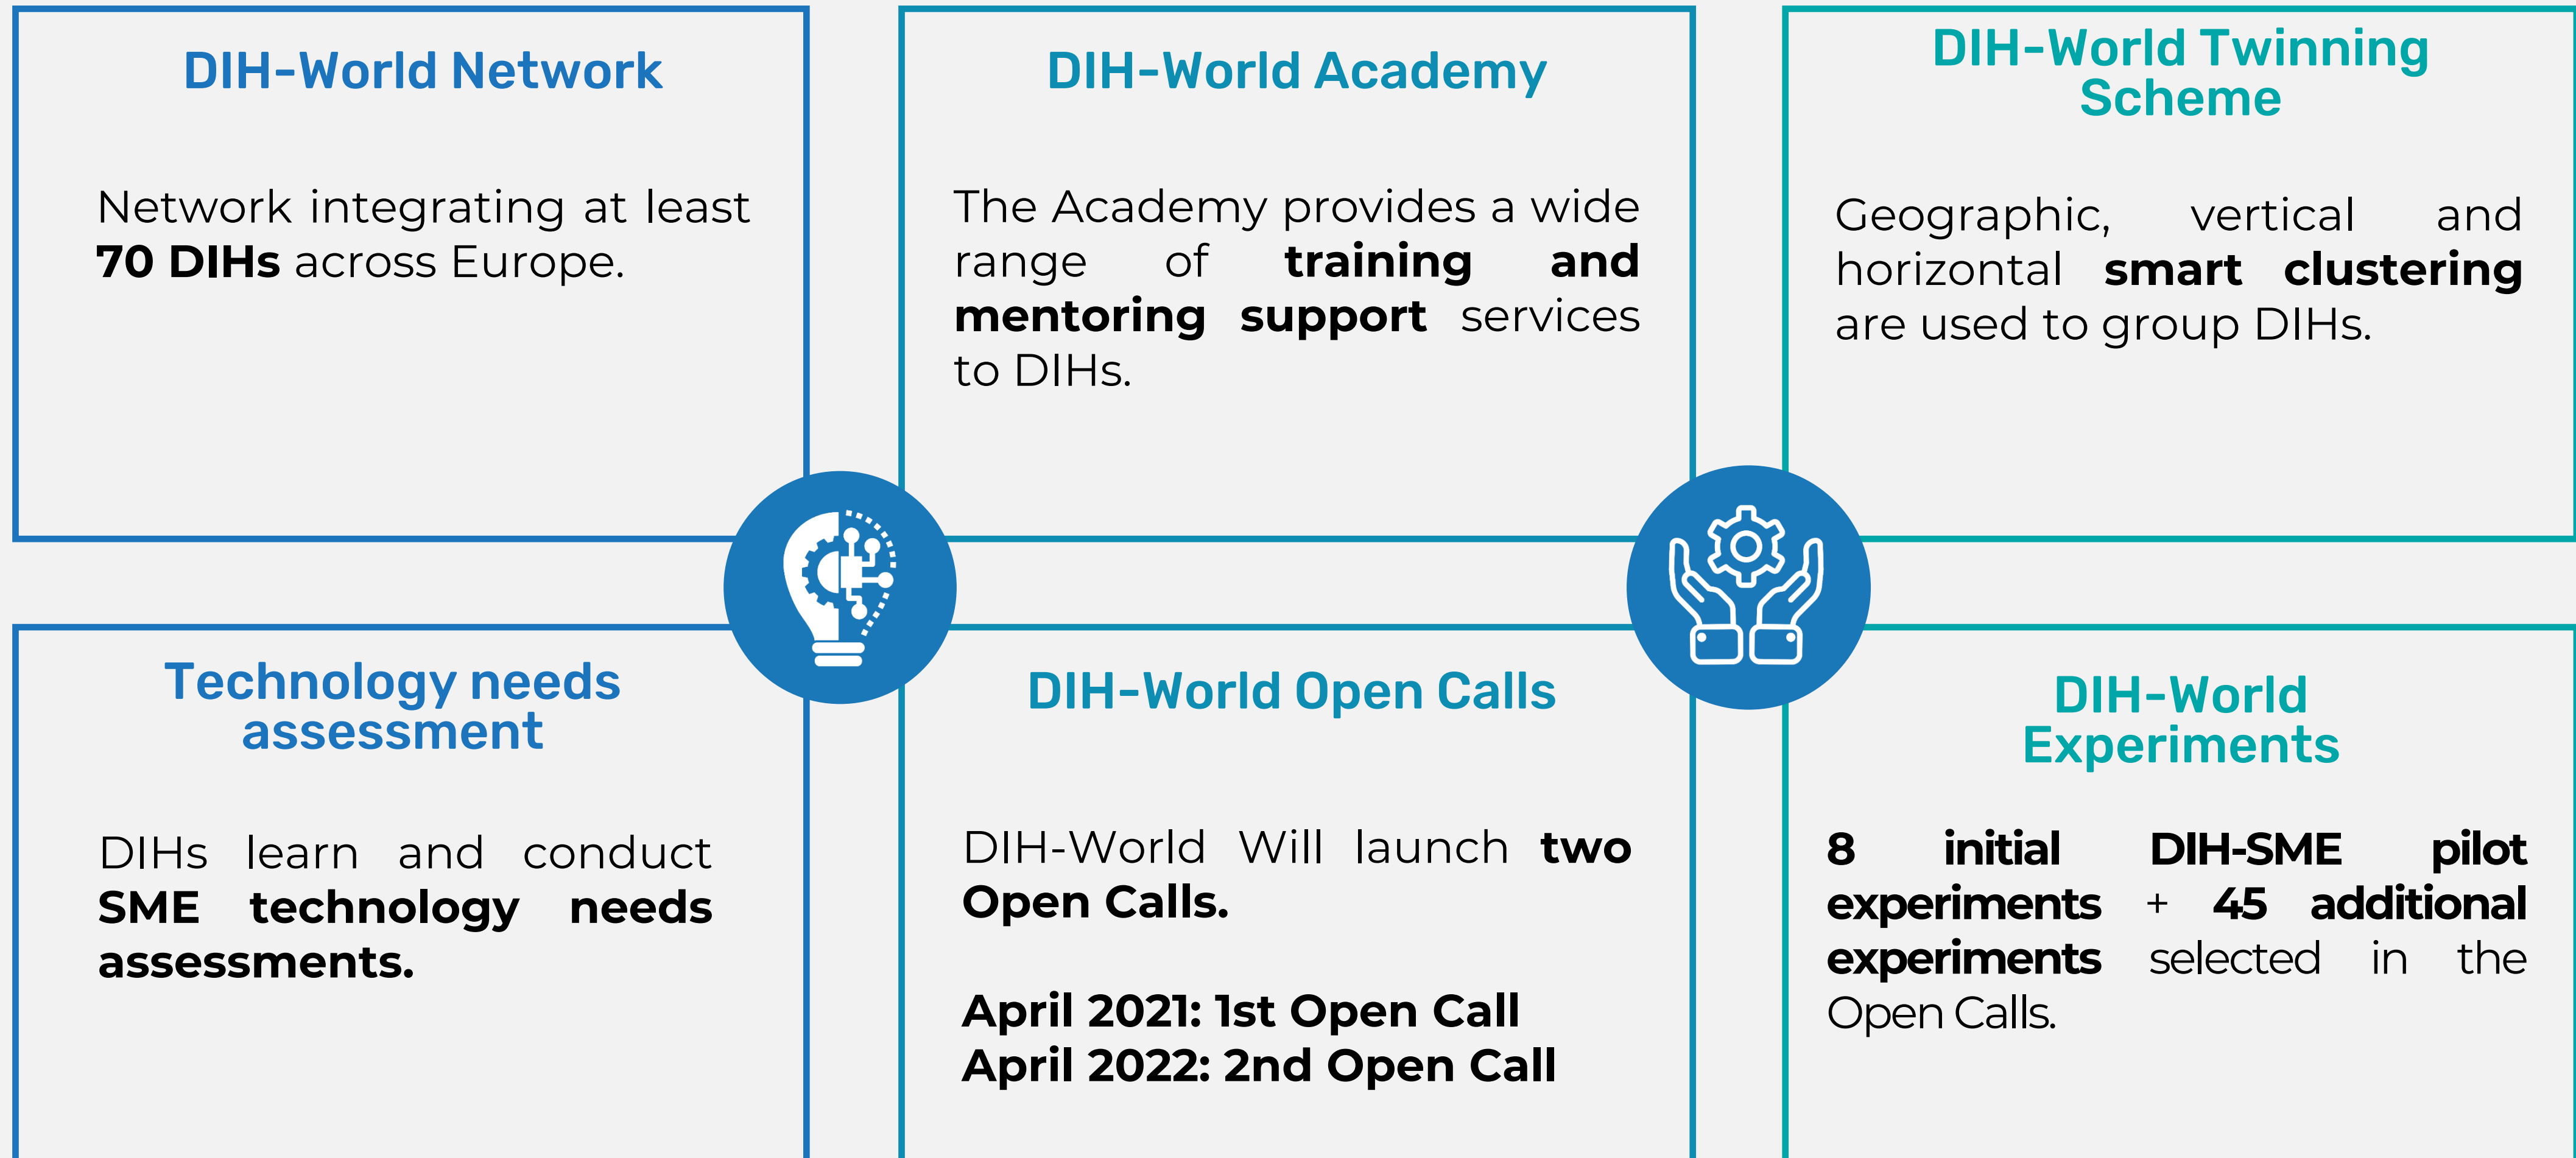 DIH-World Network
Network integrating at least
70 DIHs across Europe.
DIH-World Academy
The Academy provides a wide
range of training and
mentoring support services
to DIHs.
DIH-World Twinning
Scheme
Geographic, vertical and
horizontal smart clustering
are used to group DIHs.
Technology needs
assessment
DIHs learn and conduct
SME technology needs
assessments.
DIH-World Open Calls
DIH-World Will launch two
Open Calls.
April 2021: 1st Open Call
April 2022: 2nd Open Call
DIH-World
Experiments
8 initial DIH-SME pilot
experiments + 45 additional
experiments selected in the
Open Calls.